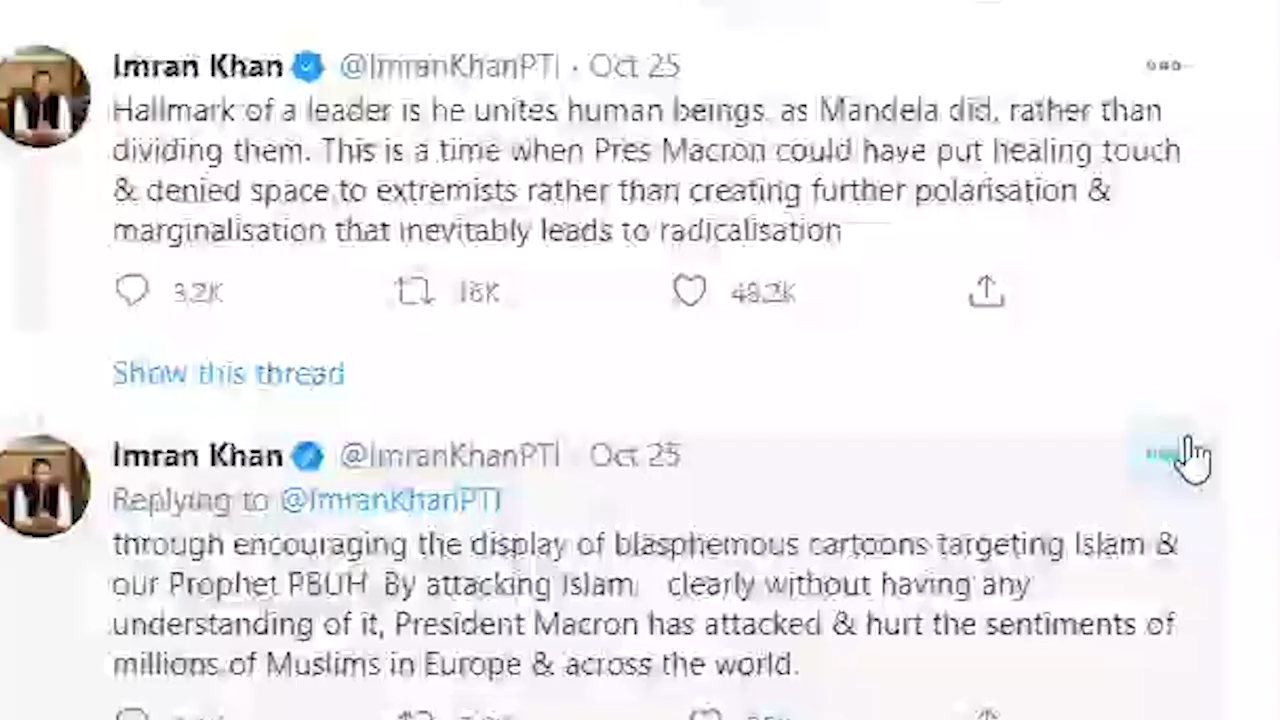 Imran Khan @ImranKhanPTI · Oct 25
Hallmark of a leader is he unites human beings, as Mandela did, rather than
dividing them. This is a time when Pres Macron could have put healing touch
& denied space to extremists rather than creating further polarisation &
marginalisation that inevitably leads to radicalisation
3.2K 18K 49.2K
Show this thread
Imran Khan @ImranKhanPTI · Oct 25
Replying to @ImranKhanPTI
through encouraging the display of blasphemous cartoons targeting Islam &
our Prophet PBUH. By attacking Islam, clearly without having any
understanding of it, President Macron has attacked & hurt the sentiments of
millions of Muslims in Europe & across the world.